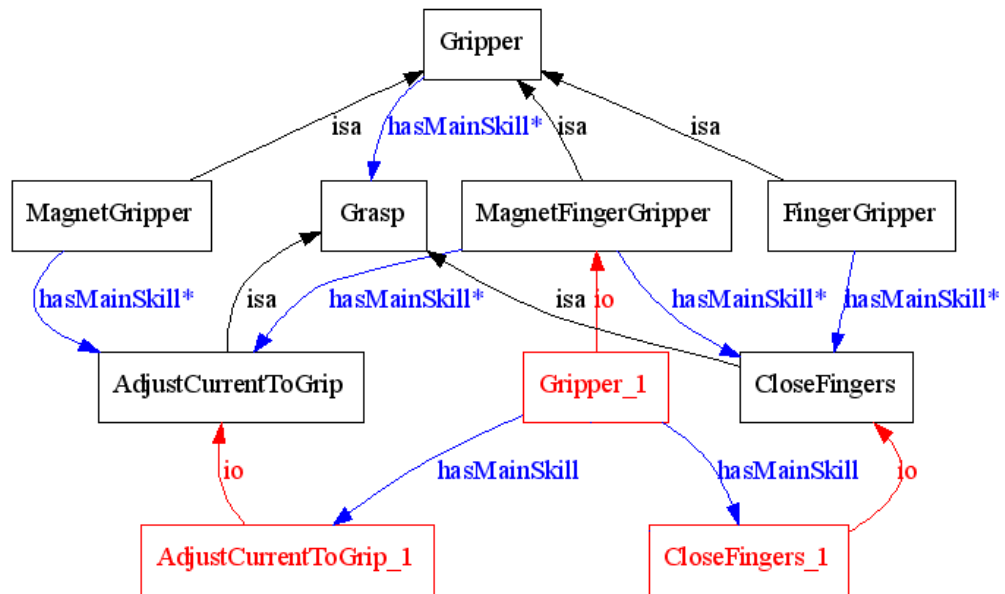 Gripper
isa
hasMainSkill*
isa
isa
MagnetGripper
Grasp
MagnetFingerGripper
FingerGripper
hasMainSkill*
isa
hasMainSkill*
isa
io
hasMainSkill*
hasMainSkill*
AdjustCurrentToGrip
Gripper_1
CloseFingers
io
hasMainSkill
hasMainSkill
io
AdjustCurrentToGrip_1
CloseFingers_1